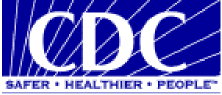 CDC
SAFER • HEALTHIER • PEOPLE™